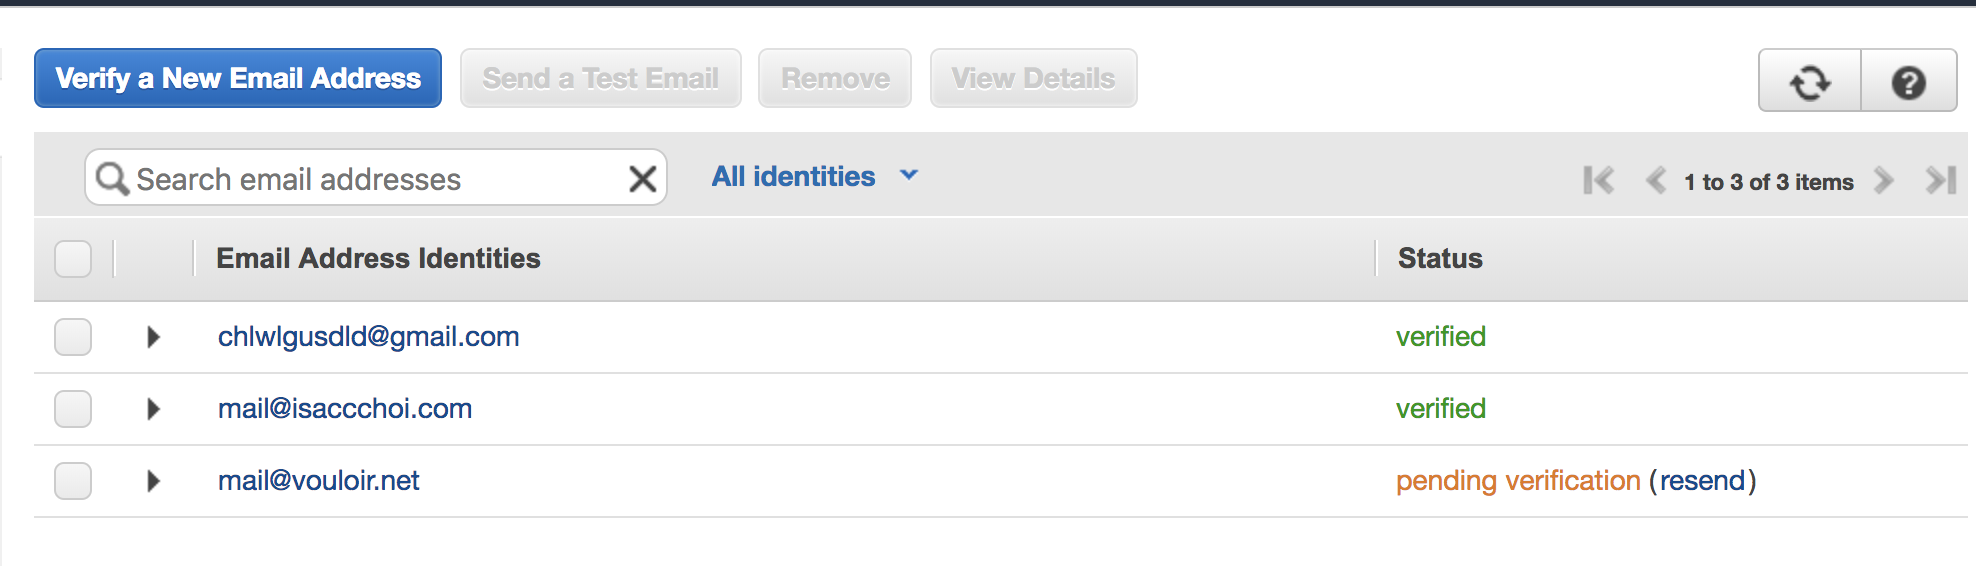 Verify a New Email Address Send a Test Email Remove View Details
Search email addresses All identities 1 to 3 of 3 items
Email Address Identities Status
chlwlgusdld@gmail.com verified
mail@isaccchoi.com verified
mail@vouloir.net pending verification (resend)